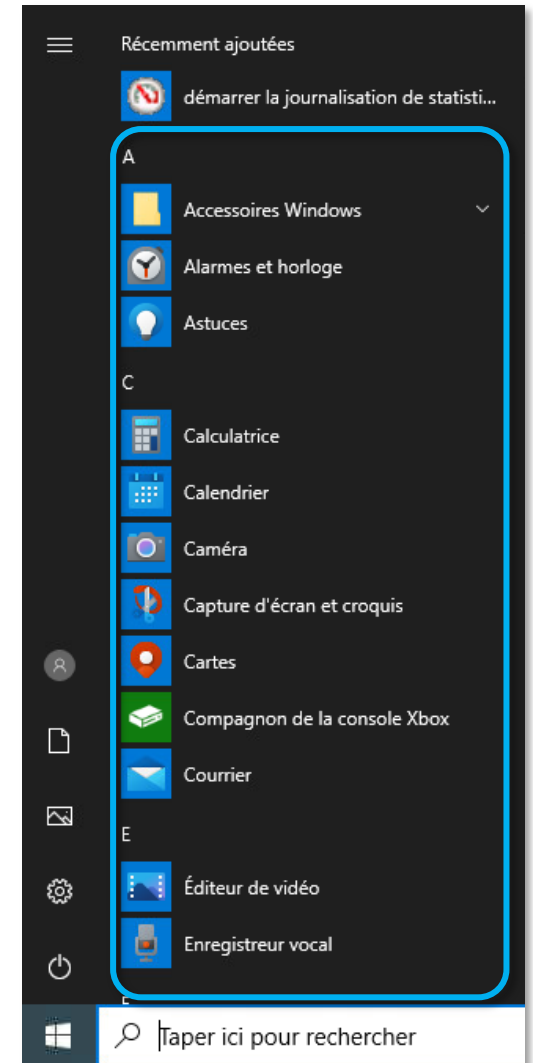 Récemment ajoutées
démarrer la journalisation de statisti...
A
Accessoires Windows
Alarmes et horloge
Astuces
C
Calculatrice
Calendrier
Caméra
Capture d'écran et croquis
Cartes
Compagnon de la console Xbox
Courrier
E
Éditeur de vidéo
Enregistreur vocal
Taper ici pour rechercher